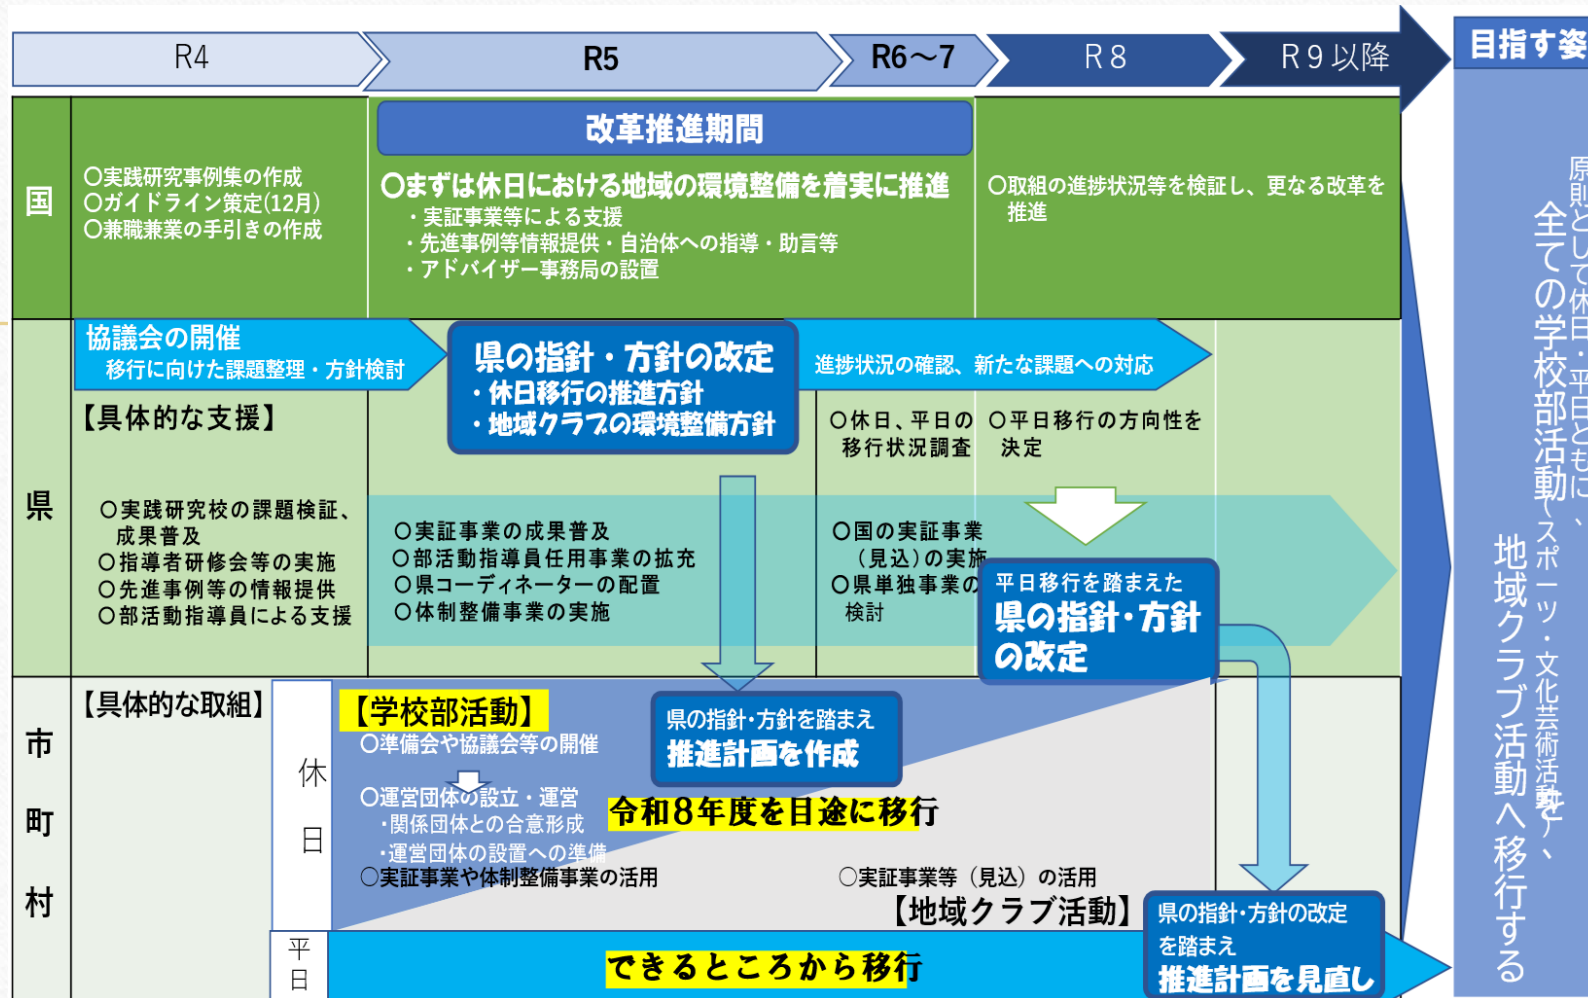 R4
R5
R6～7
R８
R９以降
目指す姿
国
〇実践研究事例集の作成
〇ガイドライン策定(12月)
〇兼職兼業の手引きの作成
改革推進期間
〇まずは休日における地域の環境整備を着実に推進
・実証事業等による支援
・先進事例等情報提供・自治体への指導・助言等
・アドバイザー事務局の設置
〇取組の進捗状況等を検証し、更なる改革を
推進
県
協議会の開催
移行に向けた課題整理・方針検討
【具体的な支援】
〇実践研究校の課題検証、
成果普及
〇指導者研修会等の実施
〇先進事例等の情報提供
〇部活動指導員による支援
県の指針・方針の改定
・休日移行の推進方針
・地域クラブの環境整備方針
〇実証事業の成果普及
〇部活動指導員任用事業の拡充
〇県コーディネーターの配置
〇体制整備事業の実施
進捗状況の確認、新たな課題への対応
〇休日、平日の
移行状況調査
〇平日移行の方向性を
決定
〇国の実証事業
（見込）の実施
〇県単独事業の
検討
平日移行を踏まえた
県の指針・方針
の改定
市町村
【具体的な取組】
休日
【学校部活動】
〇準備会や協議会等の開催
〇運営団体の設立・運営
・関係団体との合意形成
・運営団体の設置への準備
〇実証事業や体制整備事業の活用
県の指針・方針を踏まえ
推進計画を作成
令和８年度を目途に移行
〇実証事業等（見込）の活用
【地域クラブ活動】
県の指針・方針の改定
を踏まえ
推進計画を見直し
平日
できるところから移行
原則として休日・平日ともに、
全ての学校部活動（スポーツ・文化芸術活動）を、
地域クラブ活動へ移行する